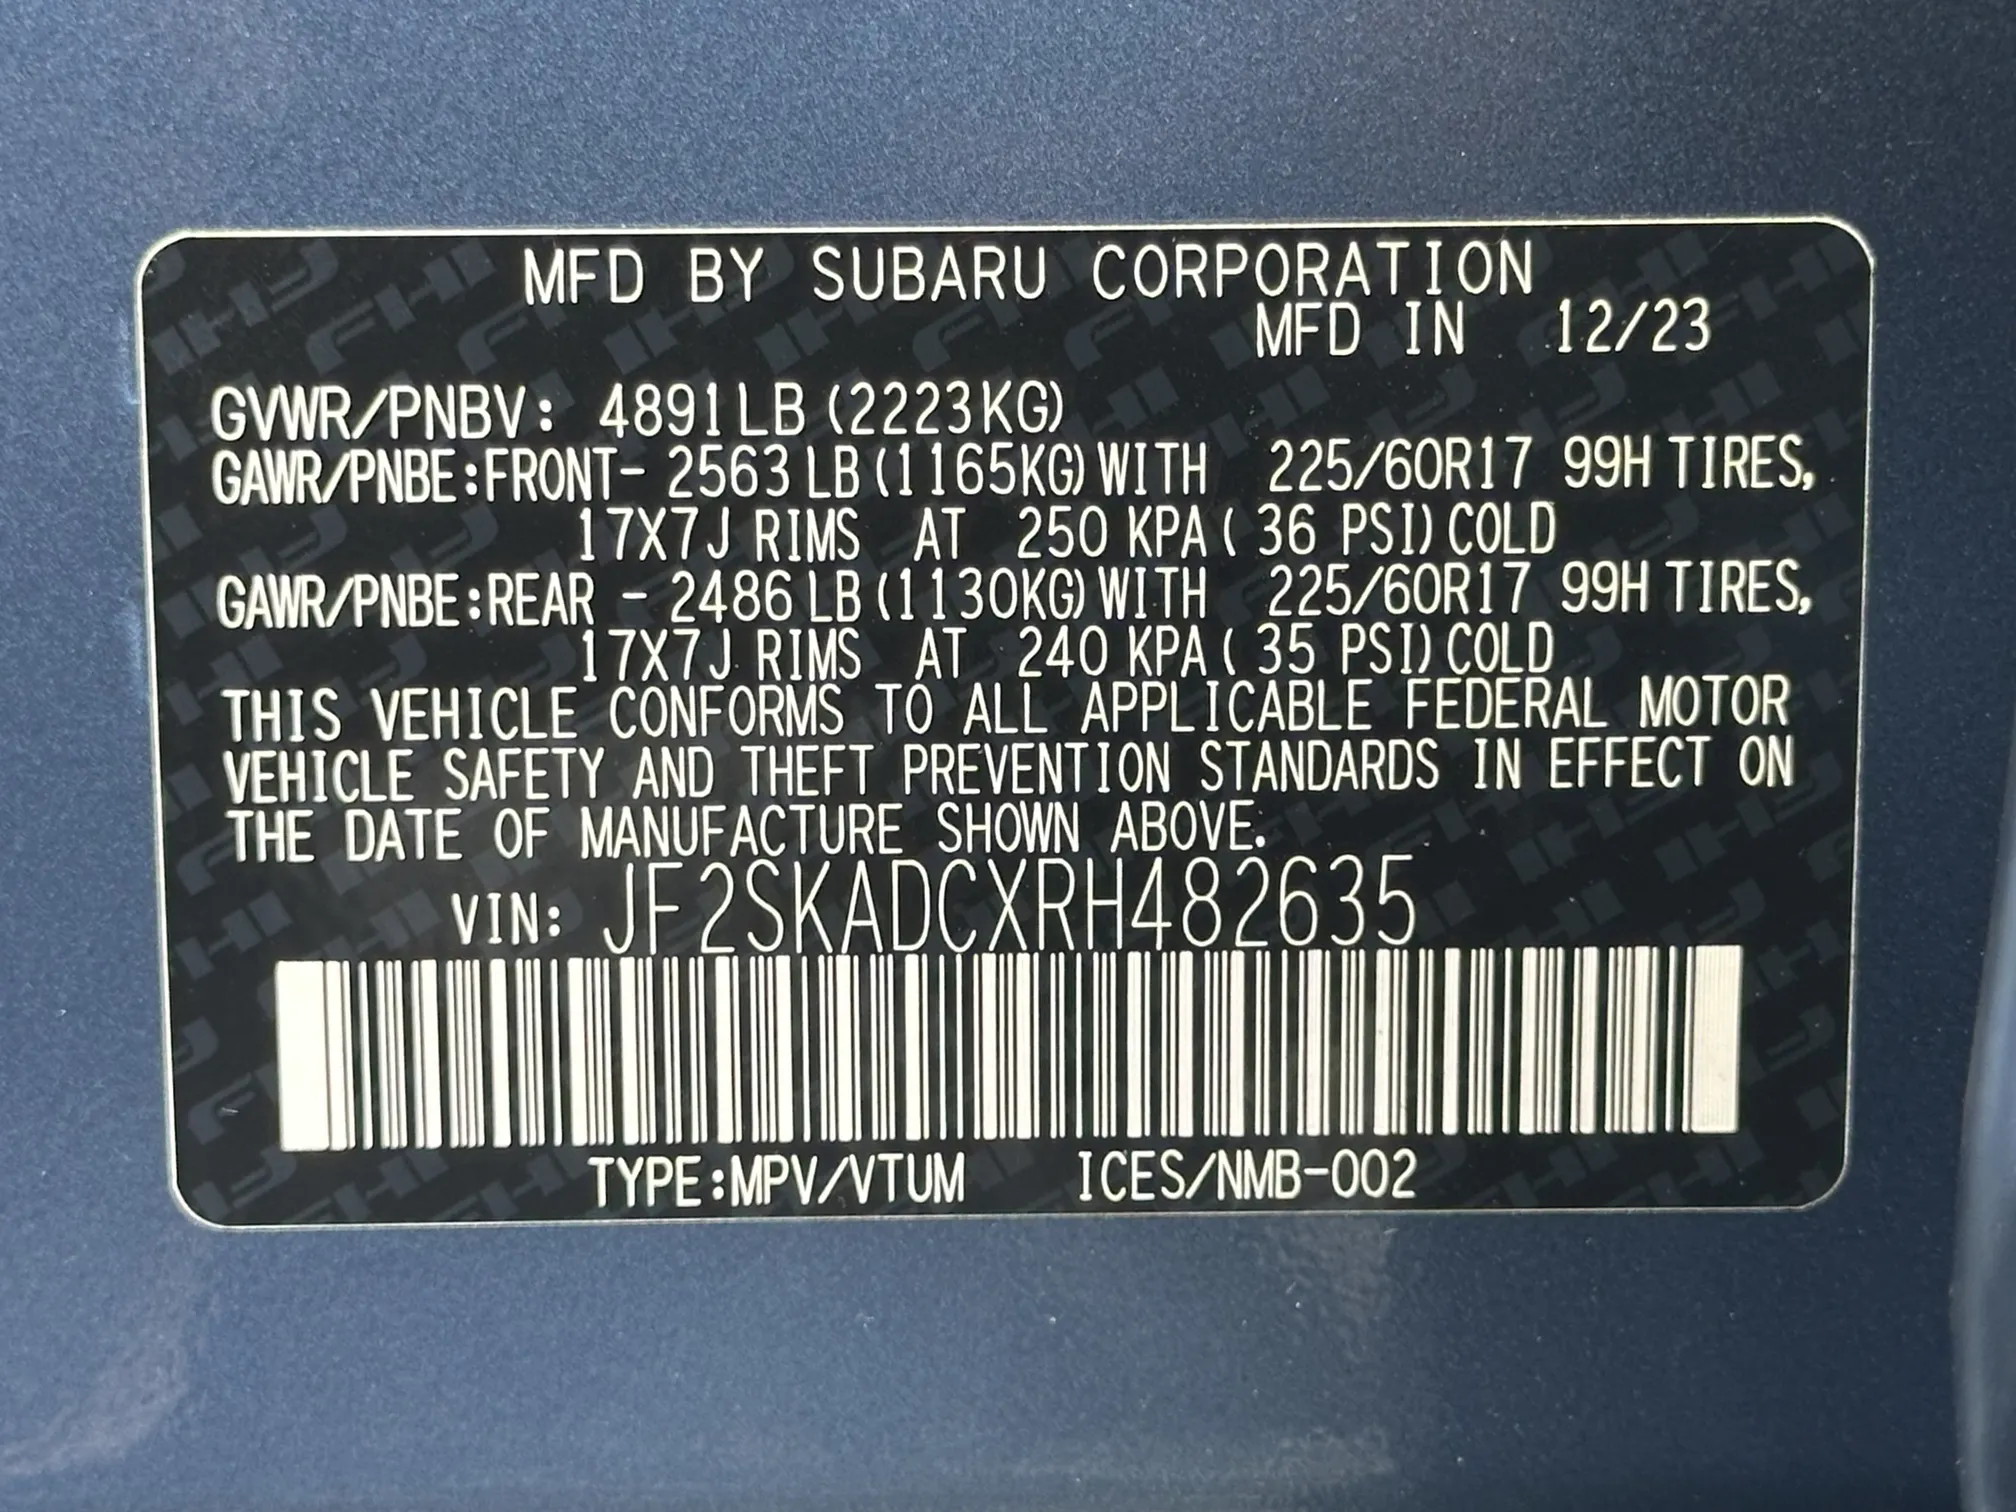 MFD BY SUBARU CORPORATION
MFD IN 12/23
GVWR/PNBV: 4891LB (2223KG)
GAWR/PNBE:FRONT- 2563LB(1165KG)WITH 225/60R17 99H TIRES,
17X7J RIMS AT 250 KPA( 36 PSI)COLD
GAWR/PNBE:REAR - 2486LB(1130KG)WITH 225/60R17 99H TIRES,
17X7J RIMS AT 240 KPA( 35 PSI)COLD
THIS VEHICLE CONFORMS TO ALL APPLICABLE FEDERAL MOTOR
VEHICLE SAFETY AND THEFT PREVENTION STANDARDS IN EFFECT ON
THE DATE OF MANUFACTURE SHOWN ABOVE.
VIN: JF2SKADCXRH482635
TYPE:MPV/VTUM ICES/NMB-002